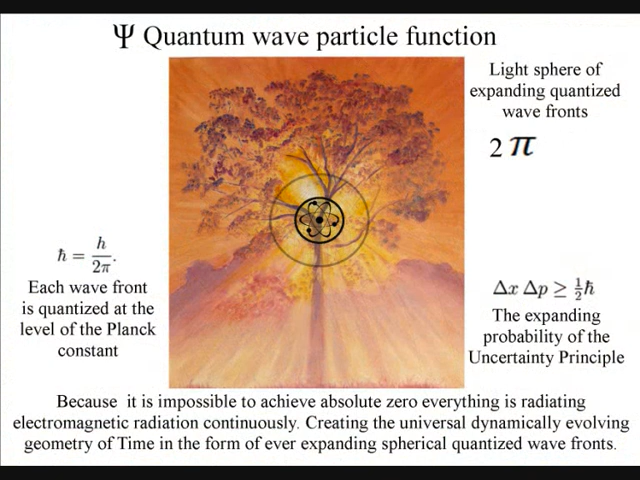 Ψ Quantum wave particle function
Light sphere of
expanding quantized
wave fronts
2 π
ħ = h/2π.
Each wave front
is quantized at the
level of the Planck
constant
Δx Δp ≥ ½ħ
The expanding
probability of the
Uncertainty Principle
Because it is impossible to achieve absolute zero everything is radiating
electromagnetic radiation continuously. Creating the universal dynamically evolving
geometry of Time in the form of ever expanding spherical quantized wave fronts.